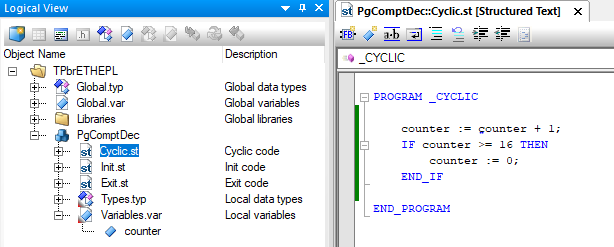 Logical View
Object Name Description
TPbrETHEPL
Global.typ Global data types
Global.var Global variables
Libraries Global libraries
PgComptDec
Cyclic.st Cyclic code
Init.st Init code
Exit.st Exit code
Types.typ Local data types
Variables.var Local variables
counter
PgComptDec::Cyclic.st [Structured Text]
_CYCLIC
PROGRAM _CYCLIC
counter := counter + 1;
IF counter >= 16 THEN
counter := 0;
END_IF
END_PROGRAM